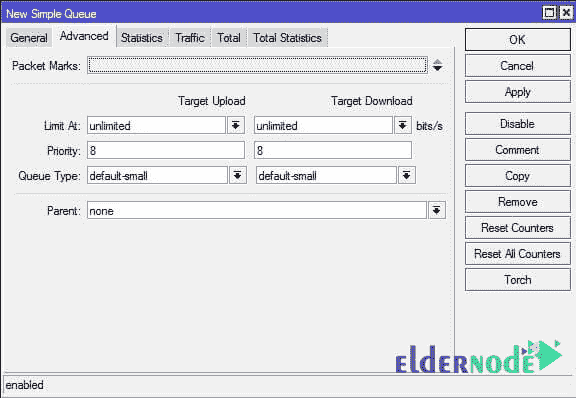 New Simple Queue
General Advanced Statistics Traffic Total Total Statistics
Packet Marks:
Target Upload Target Download
Limit At: unlimited unlimited bits/s
Priority: 8 8
Queue Type: default-small default-small
Parent: none
OK
Cancel
Apply
Disable
Comment
Copy
Remove
Reset Counters
Reset All Counters
Torch
ELDERNODE
enabled